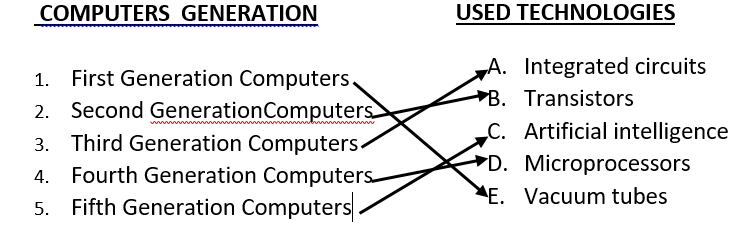 COMPUTERS GENERATION
USED TECHNOLOGIES
1. First Generation Computers
2. Second GenerationComputers
3. Third Generation Computers
4. Fourth Generation Computers
5. Fifth Generation Computers
A. Integrated circuits
B. Transistors
C. Artificial intelligence
D. Microprocessors
E. Vacuum tubes